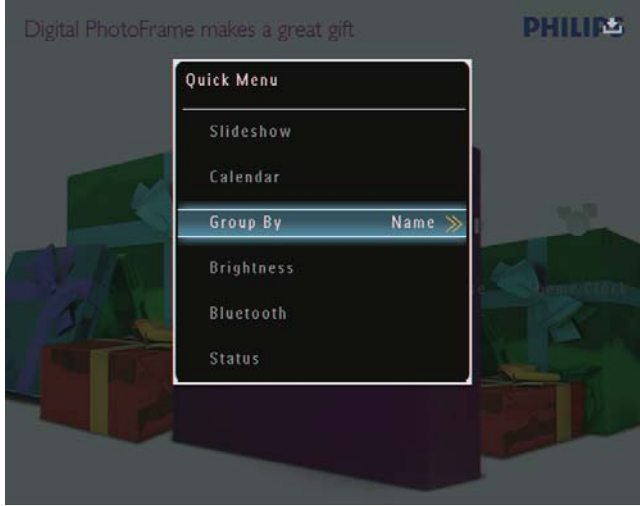 Digital PhotoFrame makes a great gift
PHILIPS
Quick Menu
Slideshow
Calendar
Group By Name
Brightness
Bluetooth
Status